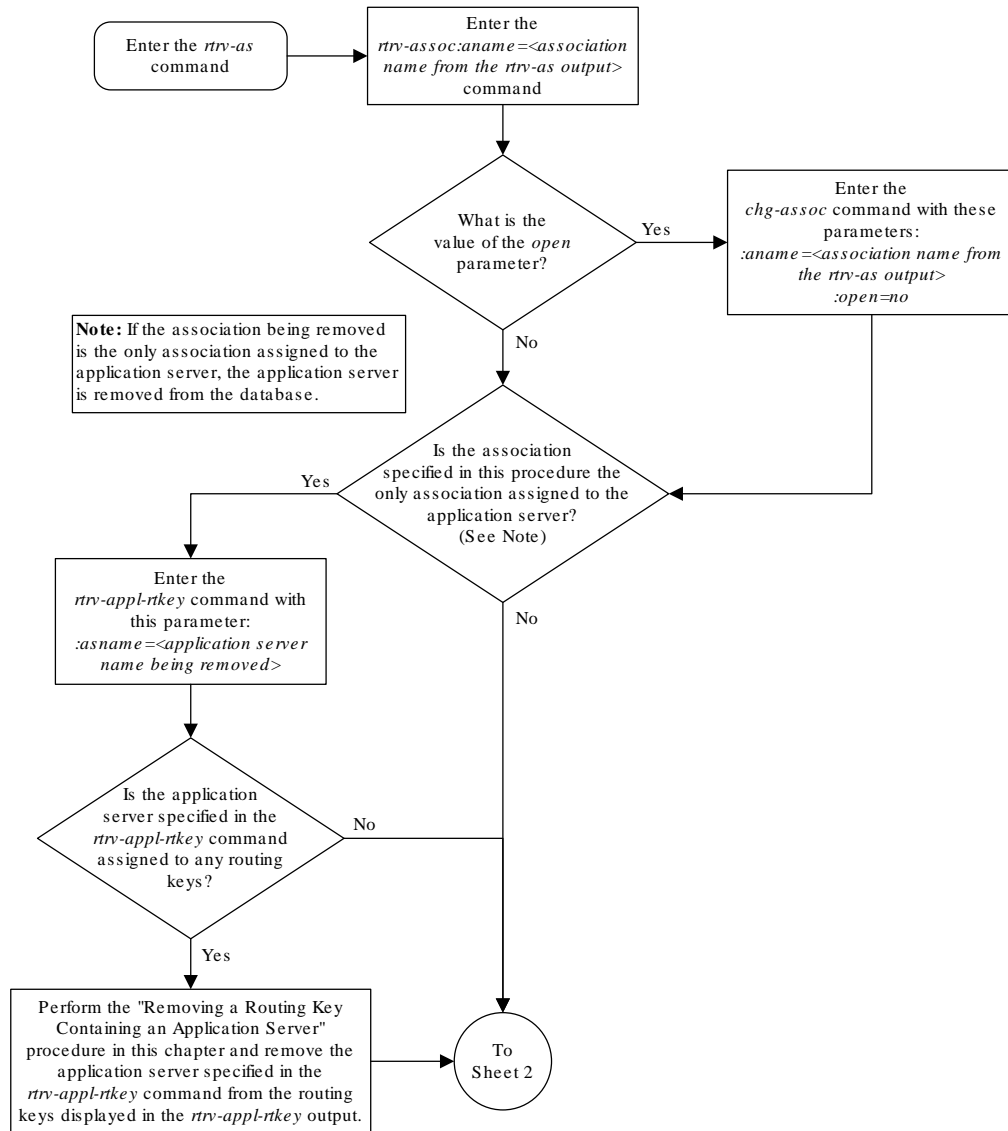 Enter the rtrv-as
command
Enter the
rtrv-assoc:aname=<association
name from the rtrv-as output>
command
What is the
value of the open
parameter?
Yes
Enter the
chg-assoc command with these
parameters:
:aname=<association name from
the rtrv-as output>
:open=no
No
Note: If the association being removed
is the only association assigned to the
application server, the application server
is removed from the database.
Is the association
specified in this procedure the
only association assigned to the
application server?
(See Note)
Yes
No
Enter the
rtrv-appl-rtkey command with
this parameter:
:asname=<application server
name being removed>
Is the application
server specified in the
rtrv-appl-rtkey command
assigned to any routing
keys?
No
Yes
Perform the "Removing a Routing Key
Containing an Application Server"
procedure in this chapter and remove the
application server specified in the
rtrv-appl-rtkey command from the routing
keys displayed in the rtrv-appl-rtkey output.
To
Sheet 2